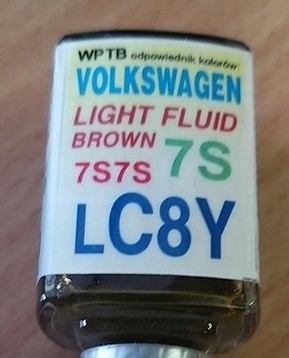 WPTB odpowiednik kolorów:
VOLKSWAGEN
LIGHT FLUID
BROWN 7S
7S7S
LC8Y